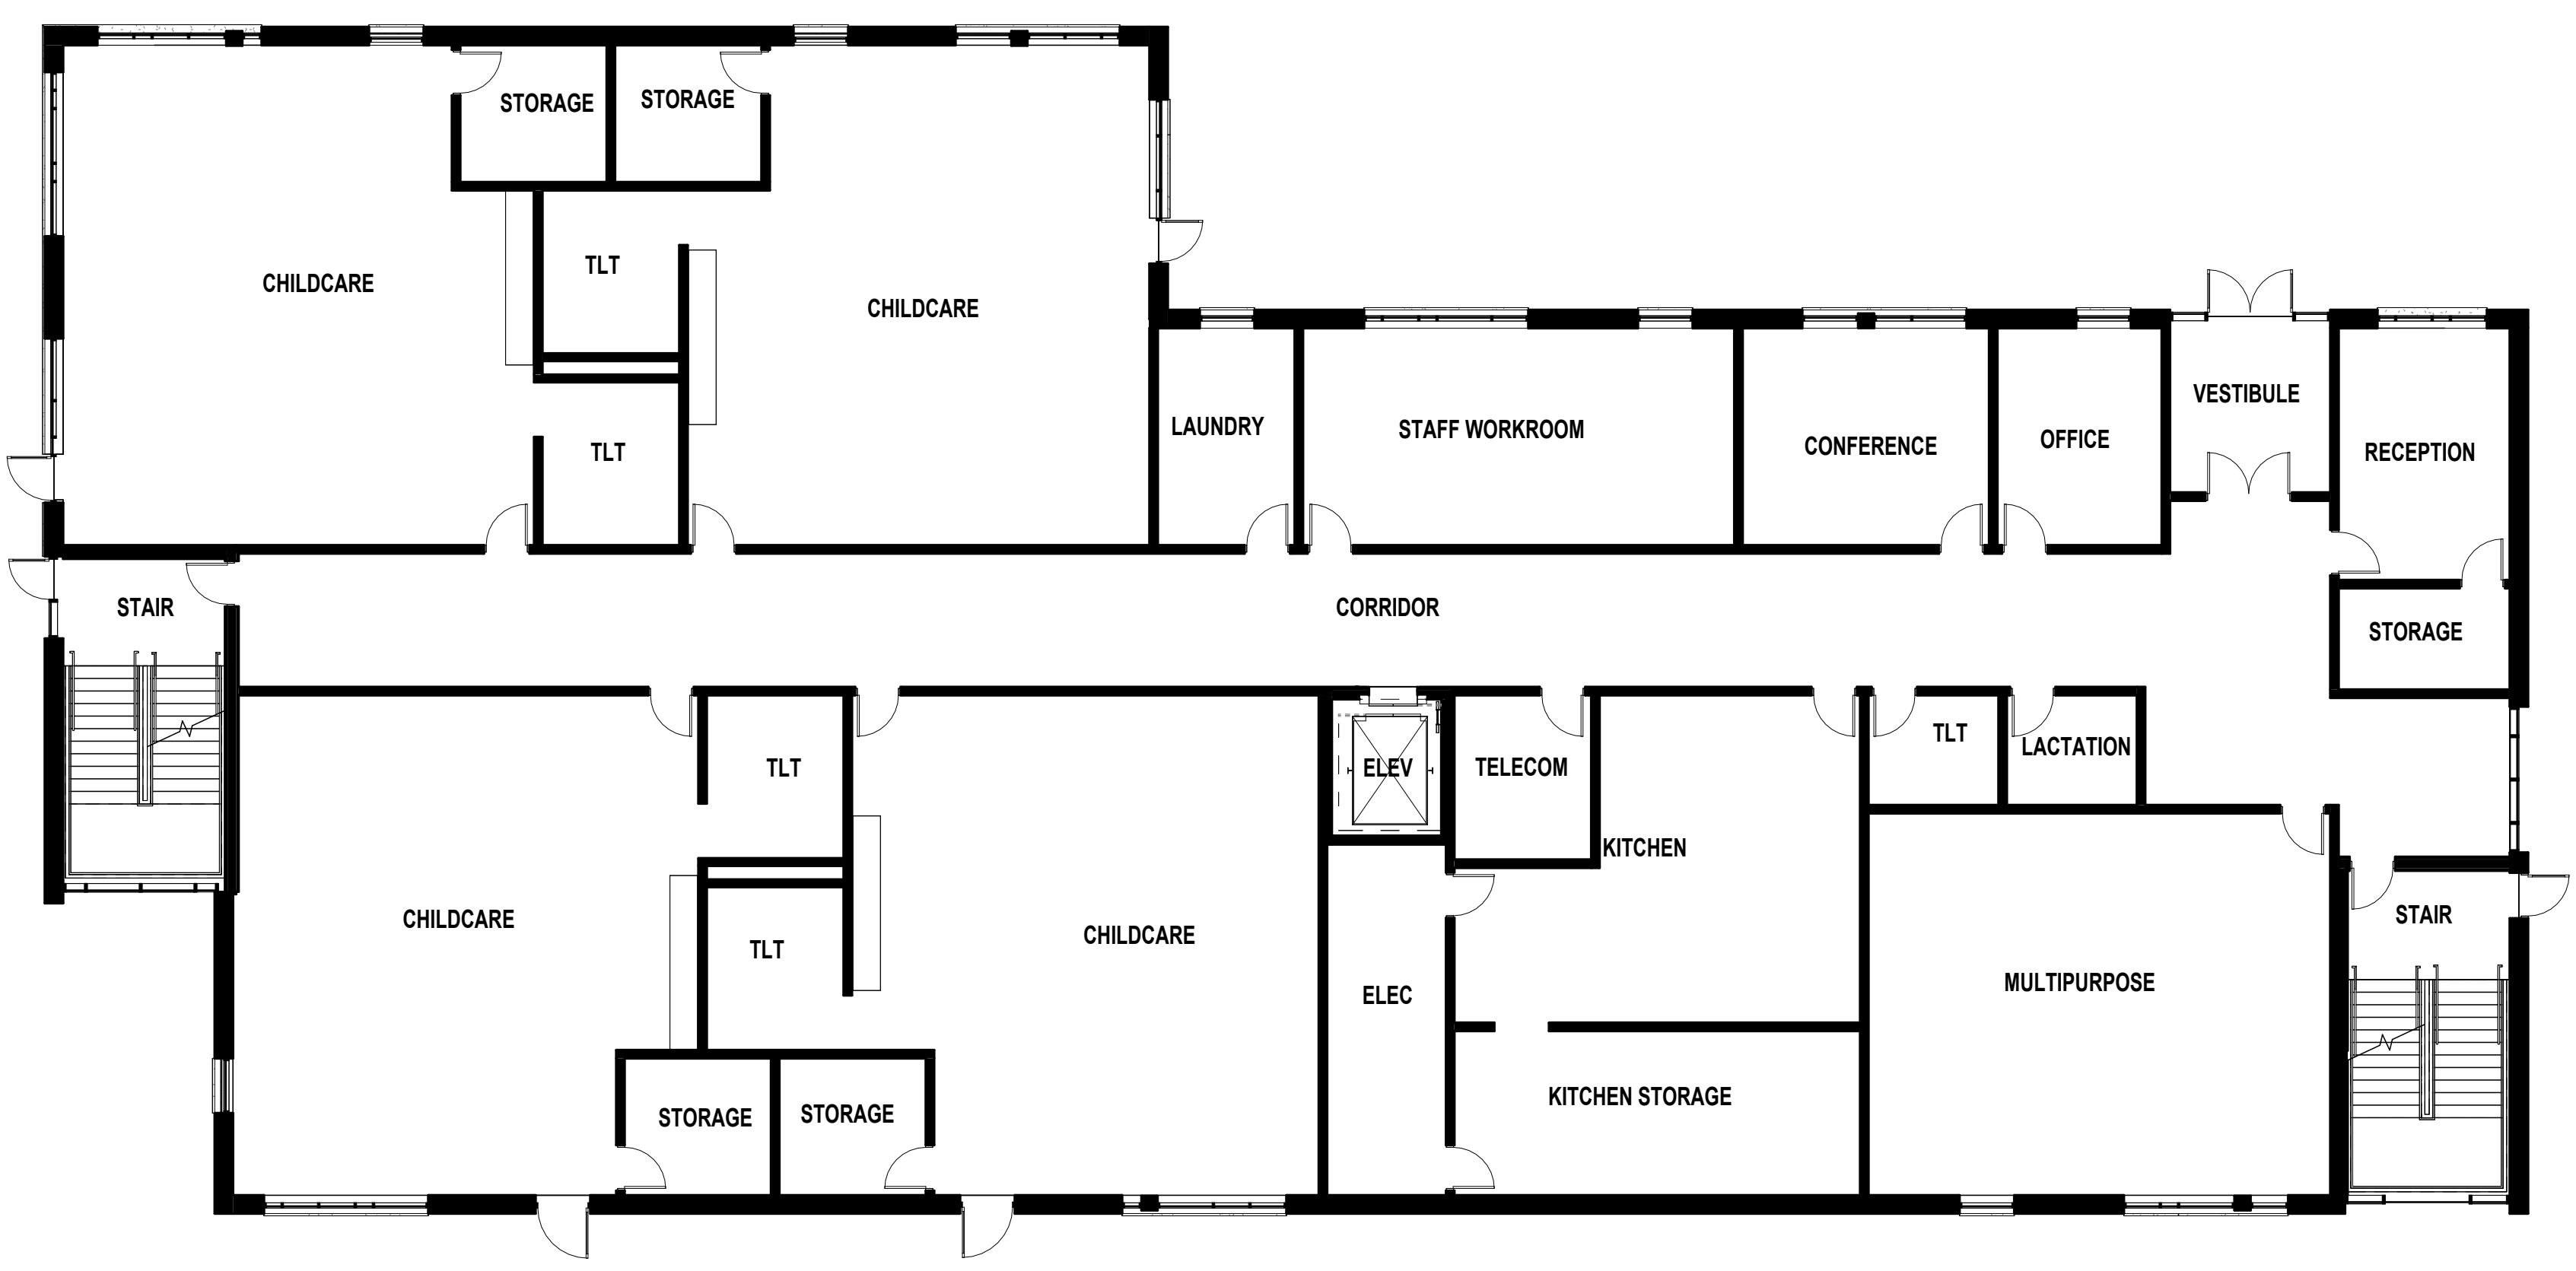 STORAGE
STORAGE
CHILDCARE
TLT
CHILDCARE
TLT
LAUNDRY
STAFF WORKROOM
CONFERENCE
OFFICE
VESTIBULE
RECEPTION
STAIR
CORRIDOR
STORAGE
TLT
ELEV
TELECOM
TLT
LACTATION
KITCHEN
CHILDCARE
TLT
CHILDCARE
STAIR
ELEC
MULTIPURPOSE
STORAGE
STORAGE
KITCHEN STORAGE